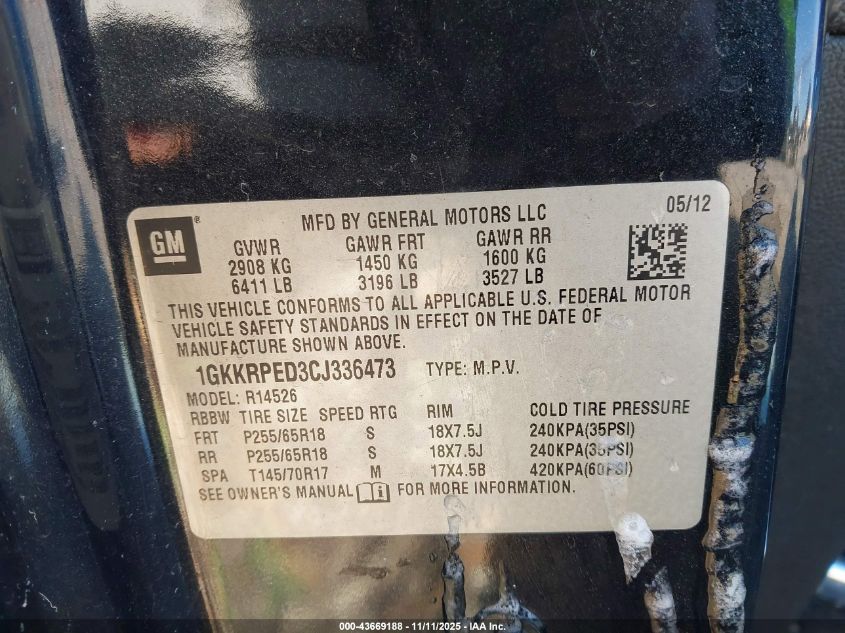 MFD BY GENERAL MOTORS LLC 05/12
GM ®
GVWR GAWR FRT GAWR RR
2908 KG 1450 KG 1600 KG
6411 LB 3196 LB 3527 LB
THIS VEHICLE CONFORMS TO ALL APPLICABLE U.S. FEDERAL MOTOR
VEHICLE SAFETY STANDARDS IN EFFECT ON THE DATE OF
MANUFACTURE SHOWN ABOVE.
1GKKRPED3CJ336473 TYPE: M.P.V.
MODEL: R14526
RBBW TIRE SIZE SPEED RTG RIM COLD TIRE PRESSURE
FRT P255/65R18 S 18X7.5J 240KPA(35PSI)
RR P255/65R18 S 18X7.5J 240KPA(35PSI)
SPA T145/70R17 M 17X4.5B 420KPA(60PSI)
SEE OWNER'S MANUAL FOR MORE INFORMATION.
000-43669188 - 11/11/2025 - IAA Inc.